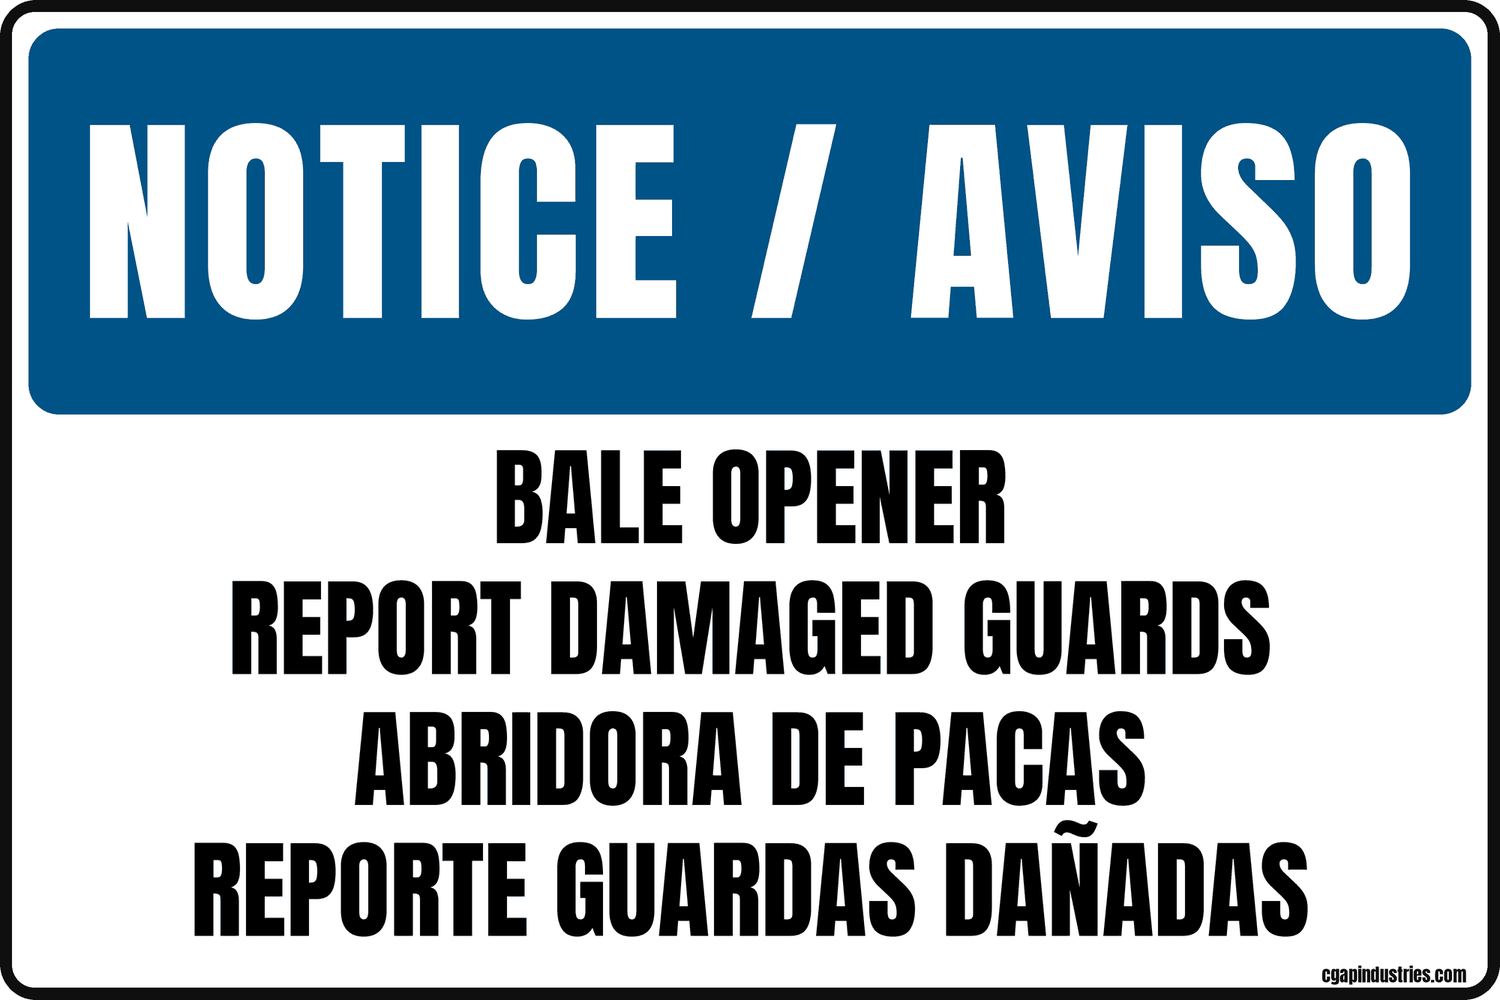 NOTICE / AVISO
BALE OPENER
REPORT DAMAGED GUARDS
ABRIDORA DE PACAS
REPORTE GUARDAS DAÑADAS
cgapindustries.com